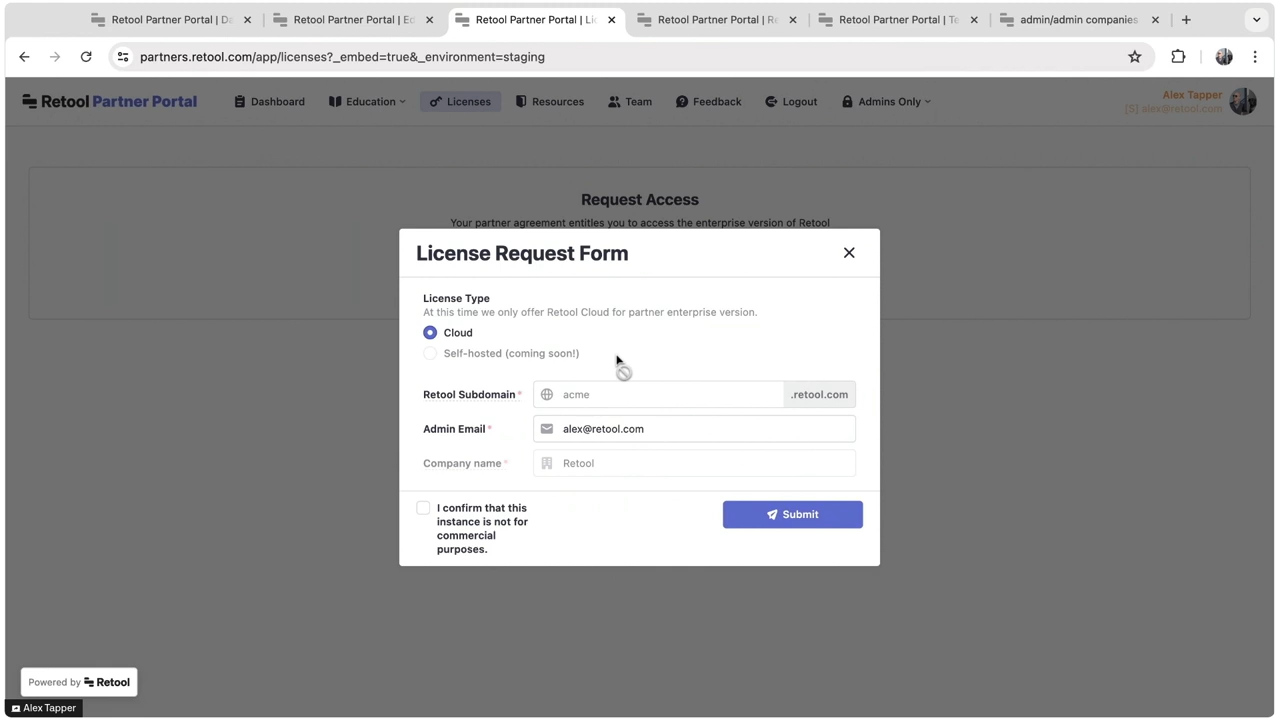 Retool Partner Portal | Da
Retool Partner Portal | Ed
Retool Partner Portal | Li
Retool Partner Portal | R
Retool Partner Portal | Te
admin/admin companies
partners.retool.com/app/licenses?_embed=true&_environment=staging
Retool Partner Portal
Dashboard
Education
Licenses
Resources
Team
Feedback
Logout
Admins Only
Alex Tapper
[S] alex@retool.com
Request Access
Your partner agreement entitles you to access the enterprise version of Retool
License Request Form
License Type
At this time we only offer Retool Cloud for partner enterprise version.
Cloud
Self-hosted (coming soon!)
Retool Subdomain* acme .retool.com
Admin Email* alex@retool.com
Company name* Retool
I confirm that this
instance is not for
commercial
purposes.
Submit
Powered by Retool
Alex Tapper